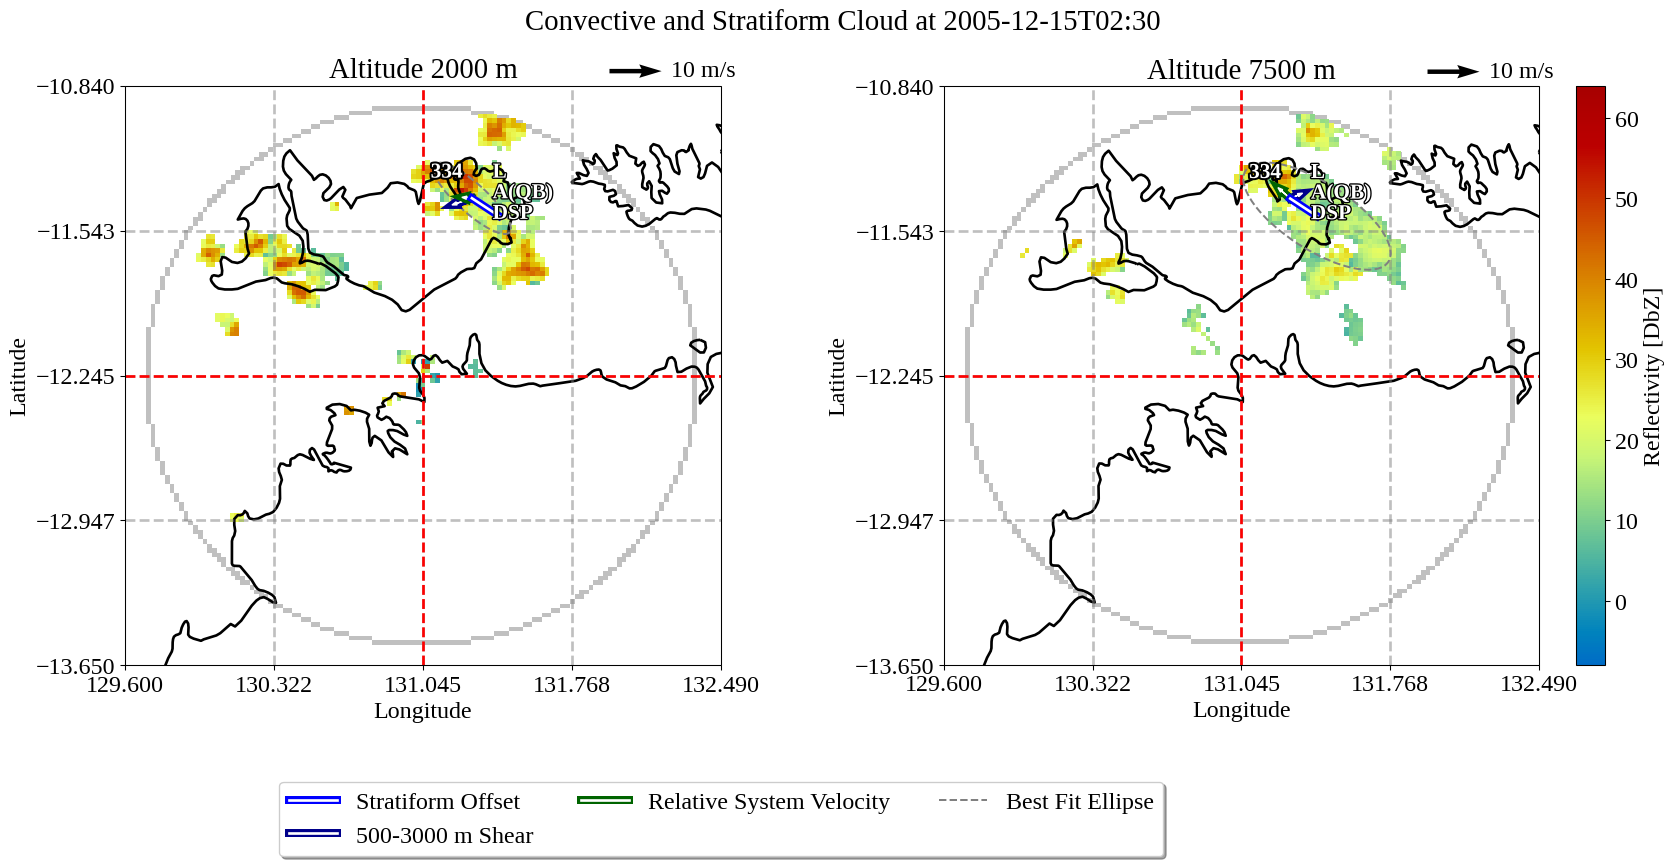 Convective and Stratiform Cloud at 2005-12-15T02:30
Altitude 2000 m
10 m/s
−10.840
−11.543
−12.245
−12.947
−13.650
Latitude
334
L
A(QB)
DSP
129.600
130.322
131.045
131.768
132.490
Longitude
Altitude 7500 m
10 m/s
−10.840
−11.543
−12.245
−12.947
−13.650
Latitude
334
L
A(QB)
DSP
129.600
130.322
131.045
131.768
132.490
Longitude
60
50
40
30
20
10
0
Reflectivity [DbZ]
Stratiform Offset
500-3000 m Shear
Relative System Velocity
Best Fit Ellipse